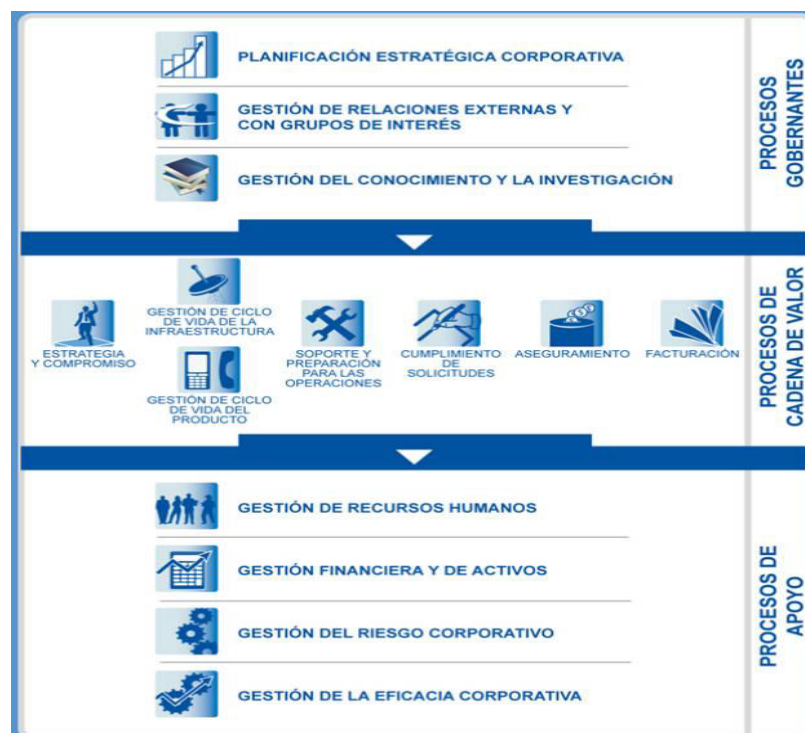 PLANIFICACIÓN ESTRATÉGICA CORPORATIVA
GESTIÓN DE RELACIONES EXTERNAS Y
CON GRUPOS DE INTERÉS
GESTIÓN DEL CONOCIMIENTO Y LA INVESTIGACIÓN
PROCESOS
GOBERNANTES
ESTRATEGIA
Y COMPROMISO
GESTIÓN DE CICLO
DE VIDA DE LA
INFRAESTRUCTURA
GESTIÓN DE CICLO
DE VIDA DEL
PRODUCTO
SOPORTE Y
PREPARACIÓN
PARA LAS
OPERACIONES
CUMPLIMIENTO
DE
SOLICITUDES
ASEGURAMIENTO
FACTURACIÓN
PROCESOS DE
CADENA DE VALOR
GESTIÓN DE RECURSOS HUMANOS
GESTIÓN FINANCIERA Y DE ACTIVOS
GESTIÓN DEL RIESGO CORPORATIVO
GESTIÓN DE LA EFICACIA CORPORATIVA
PROCESOS DE
APOYO